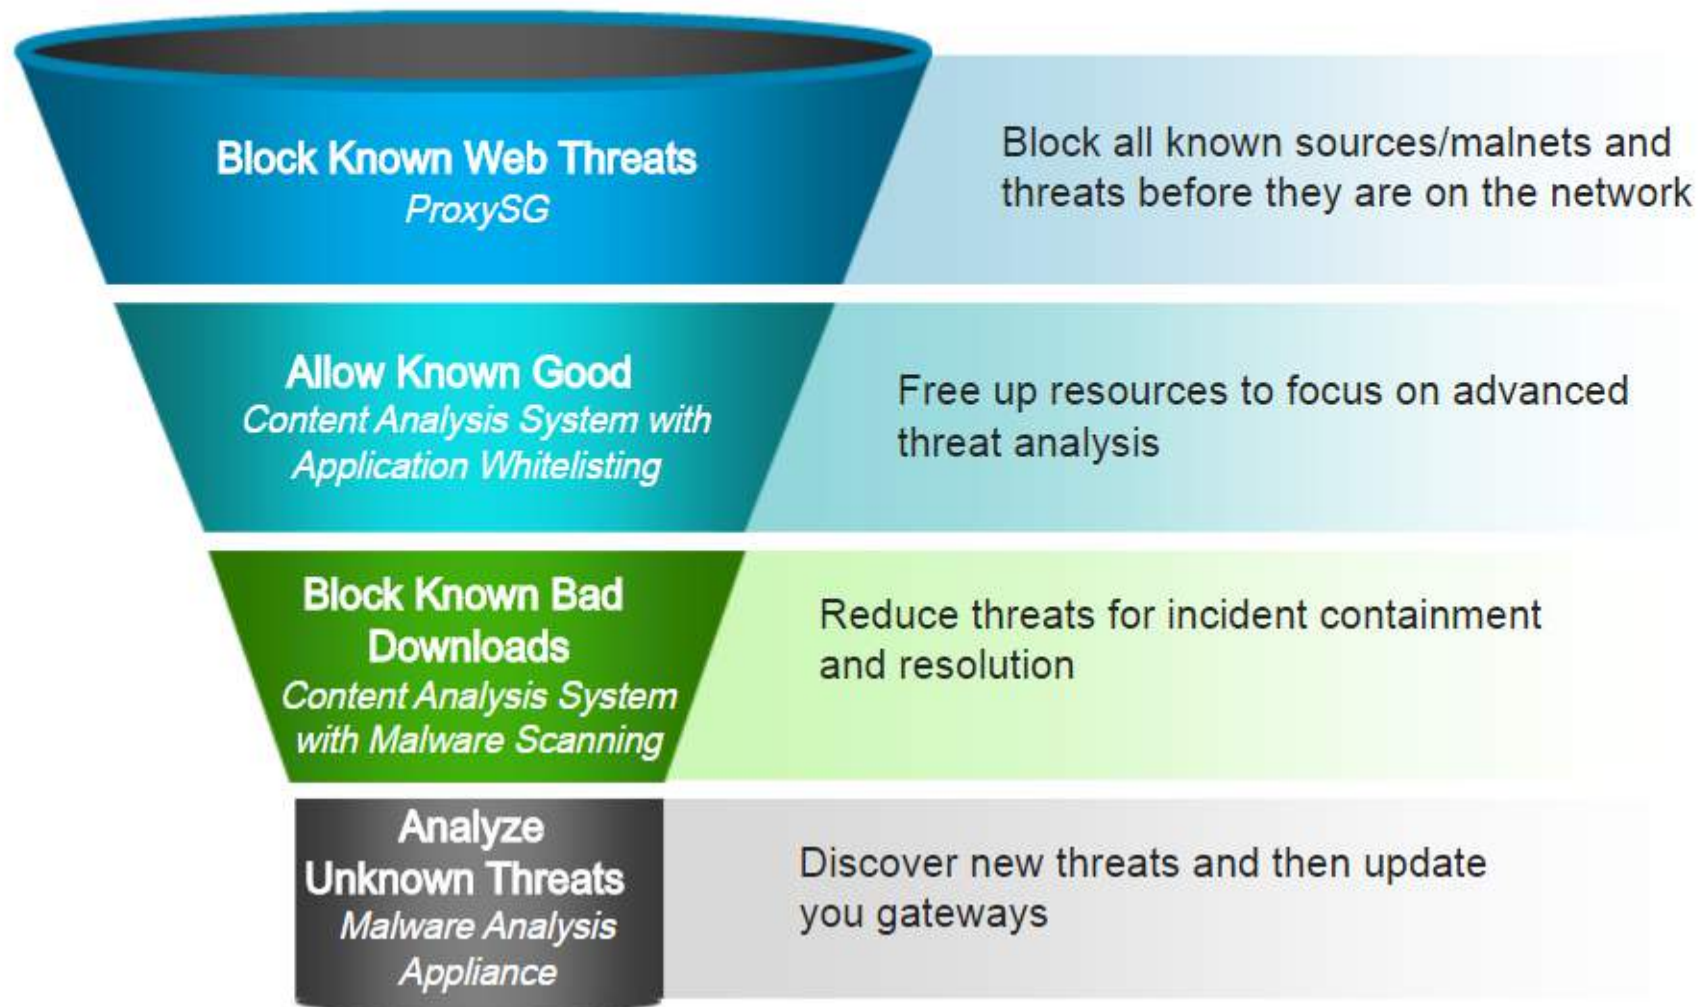 Block Known Web Threats
ProxySG
Block all known sources/malnets and
threats before they are on the network
Allow Known Good
Content Analysis System with
Application Whitelisting
Free up resources to focus on advanced
threat analysis
Block Known Bad
Downloads
Content Analysis System
with Malware Scanning
Reduce threats for incident containment
and resolution
Analyze
Unknown Threats
Malware Analysis
Appliance
Discover new threats and then update
you gateways